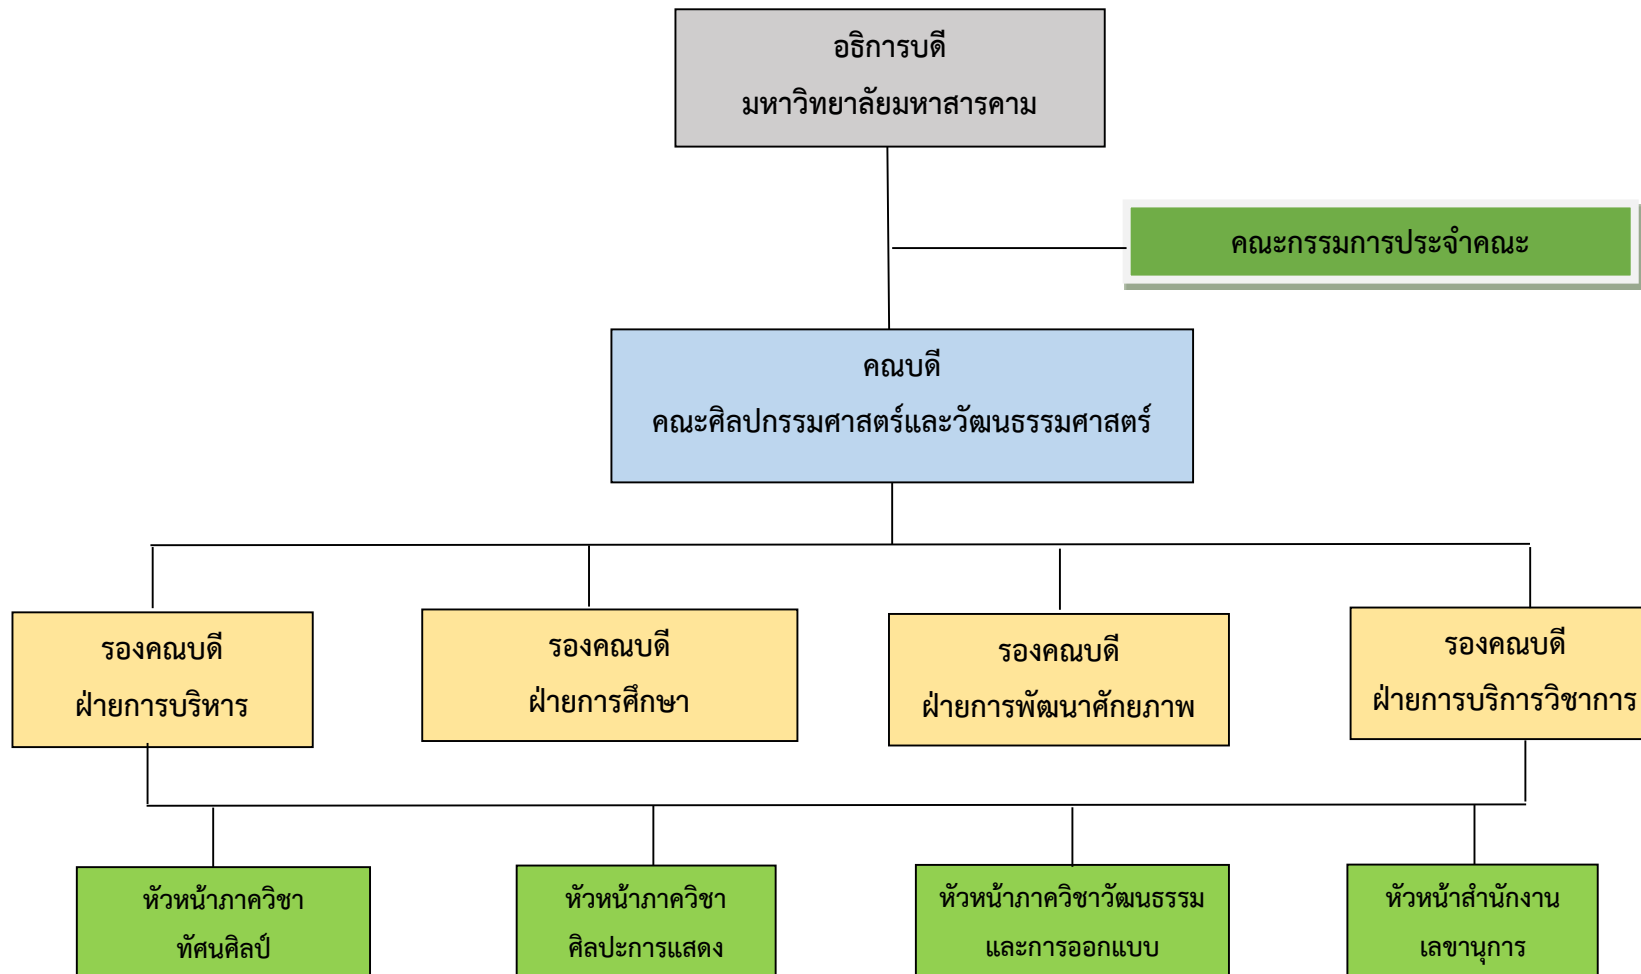 อธิการบดี
มหาวิทยาลัยมหาสารคาม
คณะกรรมการประจำคณะ
คณบดี
คณะศิลปกรรมศาสตร์และวัฒนธรรมศาสตร์
รองคณบดี
ฝ่ายการบริหาร
รองคณบดี
ฝ่ายการศึกษา
รองคณบดี
ฝ่ายการพัฒนาศักยภาพ
รองคณบดี
ฝ่ายการบริการวิชาการ
หัวหน้าภาควิชา
ทัศนศิลป์
หัวหน้าภาควิชา
ศิลปะการแสดง
หัวหน้าภาควิชาวัฒนธรรม
และการออกแบบ
หัวหน้าสำนักงาน
เลขานุการ